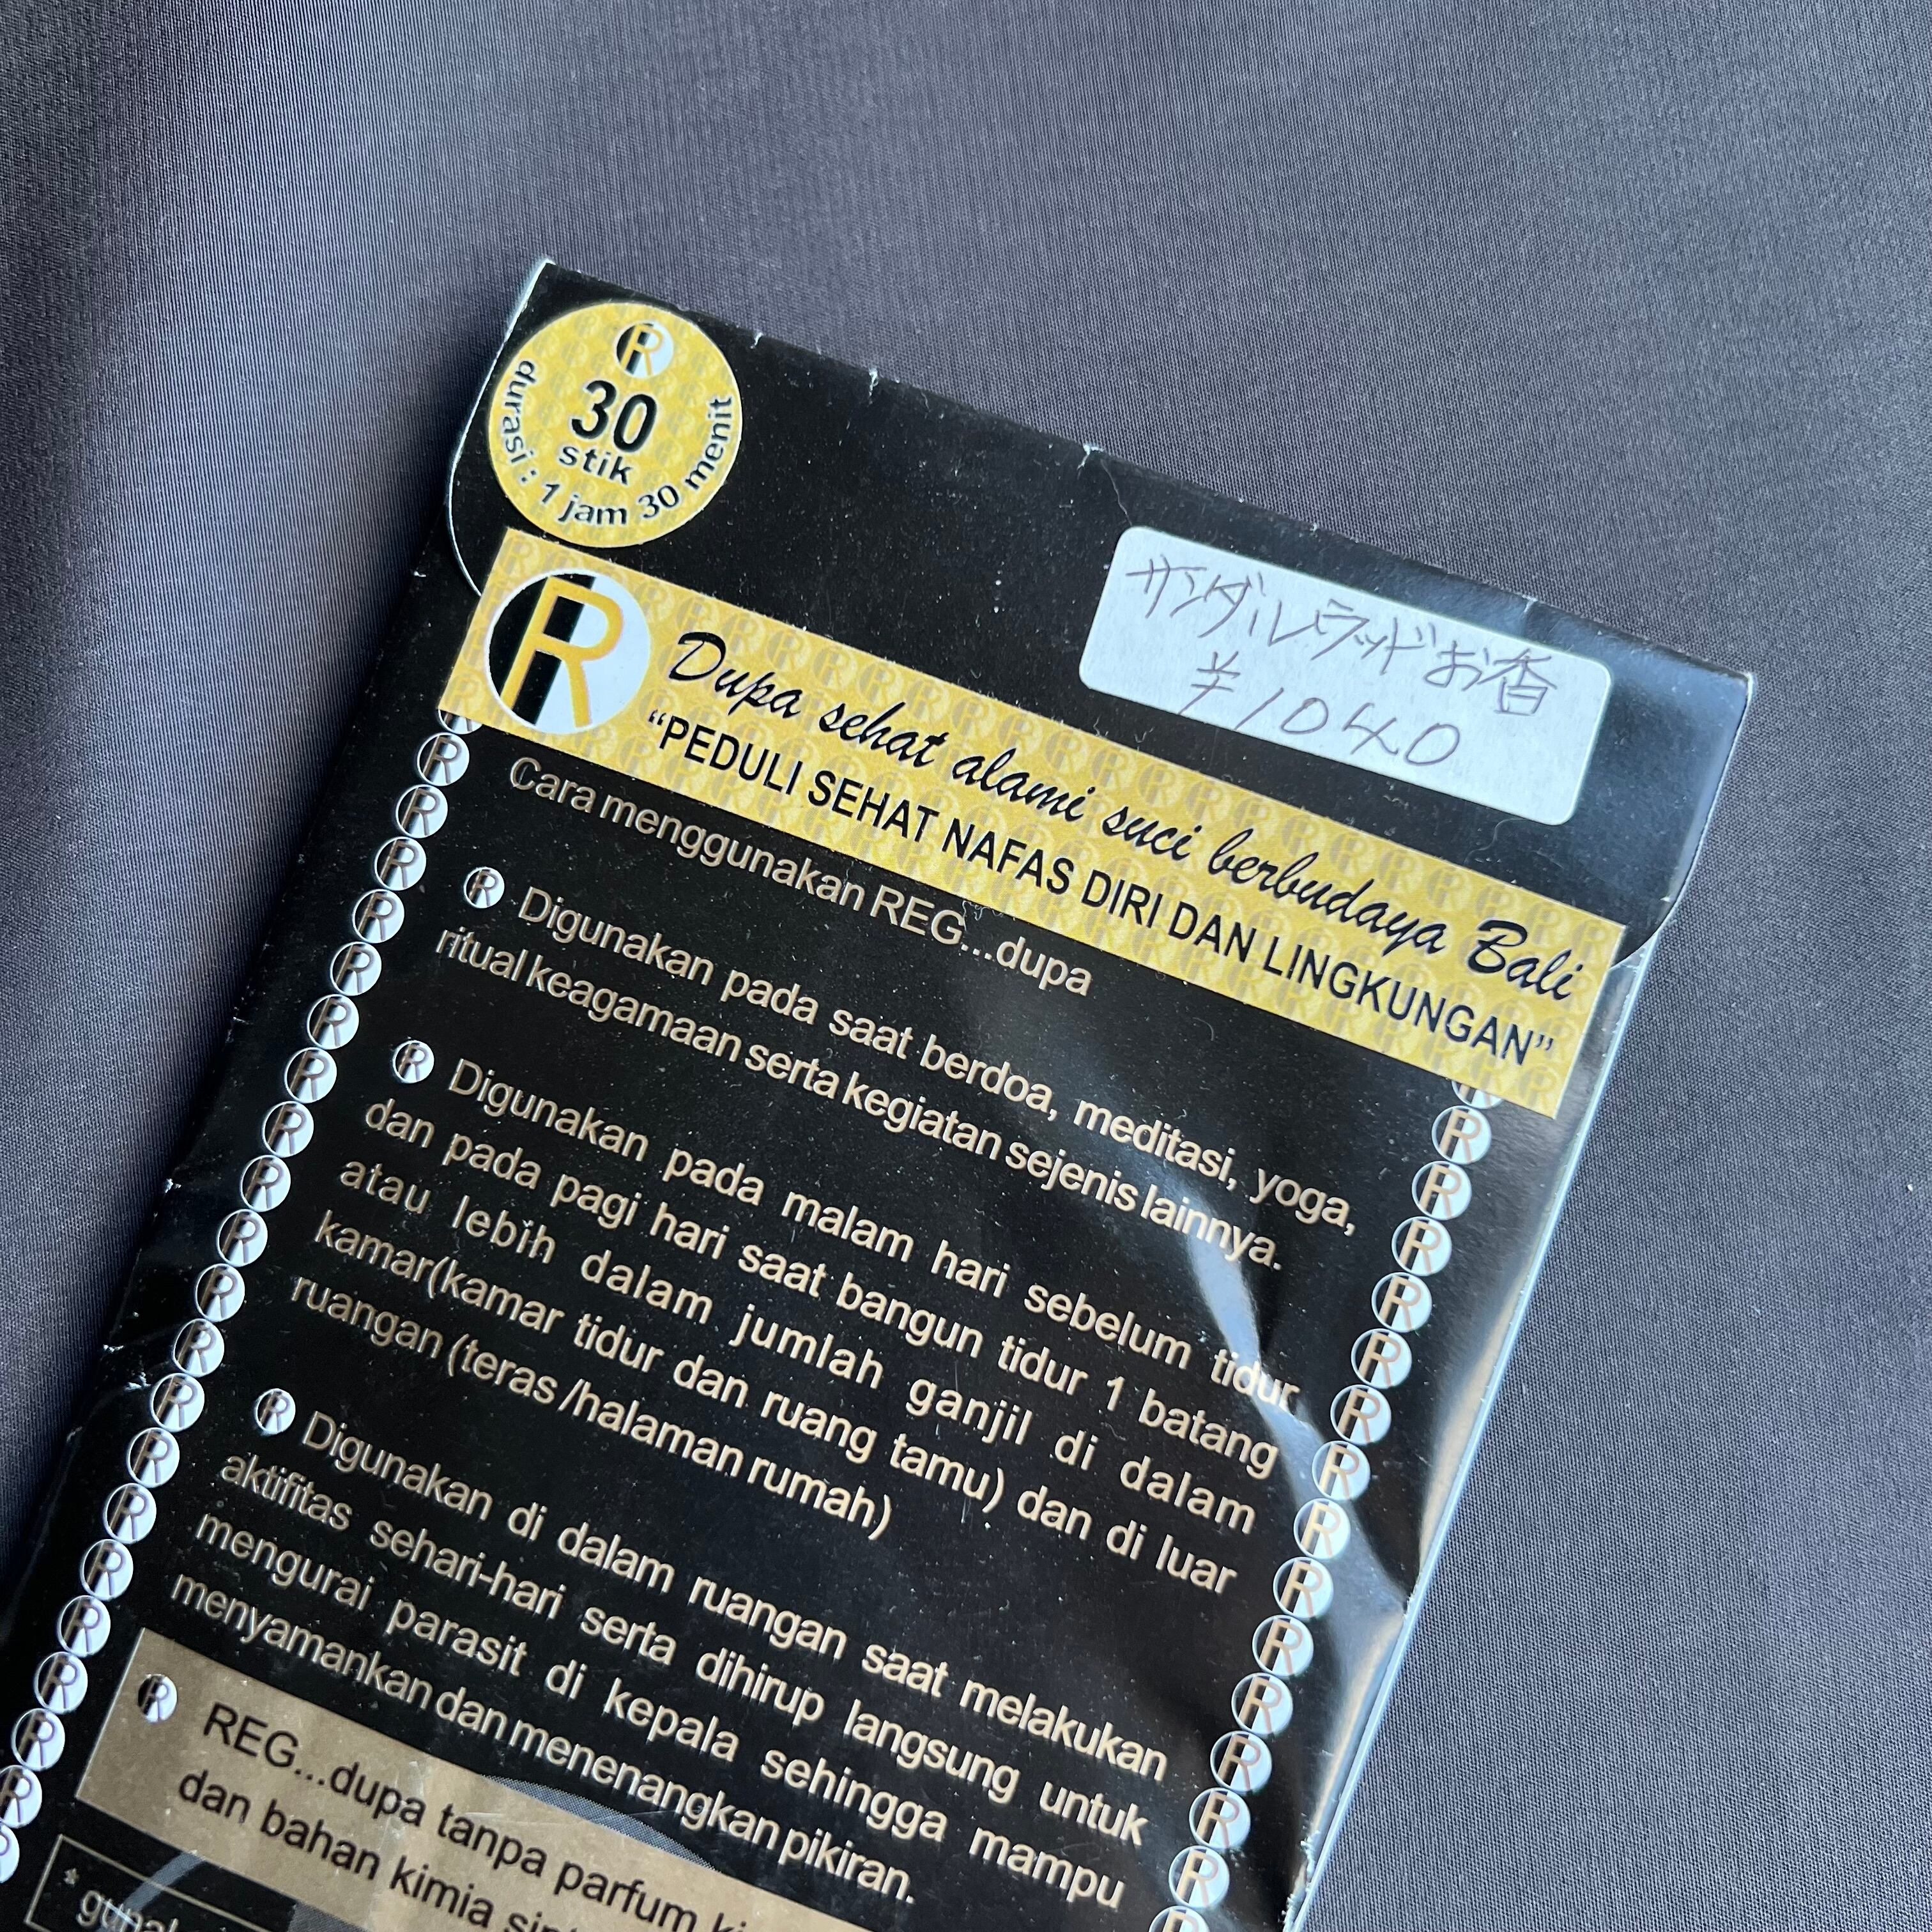 R
30
stik
durasi : 1 jam 30 menit
サンダルウッドお香
¥1040
R
Dupa sehat alami suci berbudaya Bali
“PEDULI SEHAT NAFAS DIRI DAN LINGKUNGAN”
Cara menggunakan REG...dupa
Digunakan pada saat berdoa, meditasi, yoga,
ritual keagamaan serta kegiatan sejenis lainnya.
Digunakan pada malam hari sebelum tidur
dan pada pagi hari saat bangun tidur 1 batang
atau lebih dalam jumlah ganjil di dalam
kamar(kamar tidur dan ruang tamu) dan di luar
ruangan (teras /halaman rumah)
Digunakan di dalam ruangan saat melakukan
aktifitas sehari-hari serta dihirup langsung untuk
mengurai parasit di kepala sehingga mampu
menyamankan dan menenangkan pikiran.
REG...dupa tanpa parfum
dan bahan kimia